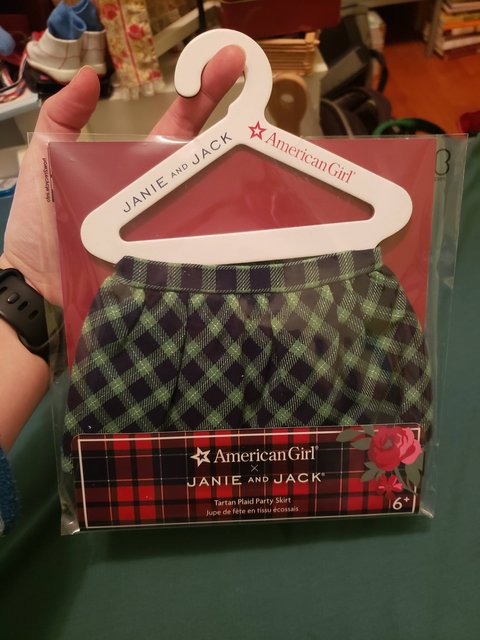 JANIE AND JACK
American Girl®
American Girl®
×
JANIE AND JACK®
Tartan Plaid Party Skirt
Jupe de fête en tissu écossais
6+